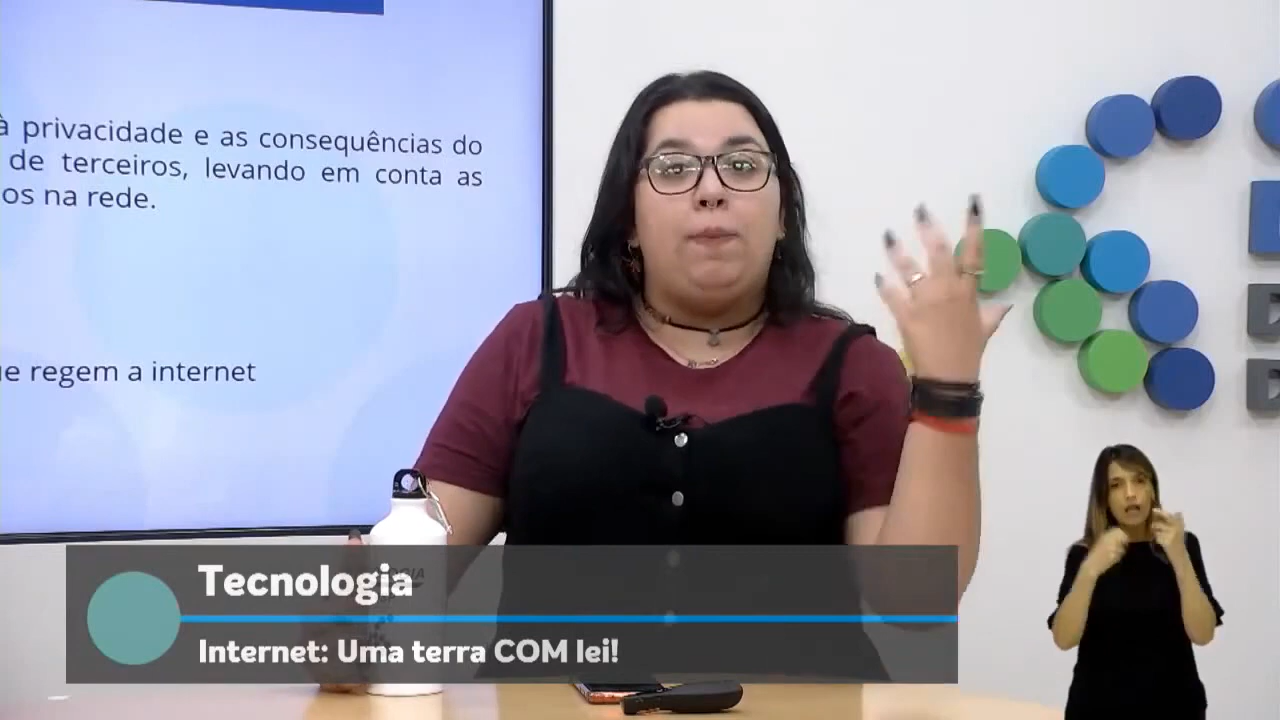 à privacidade e as consequências do
de terceiros, levando em conta as
os na rede.
ue regem a internet
Tecnologia
Internet: Uma terra COM lei!